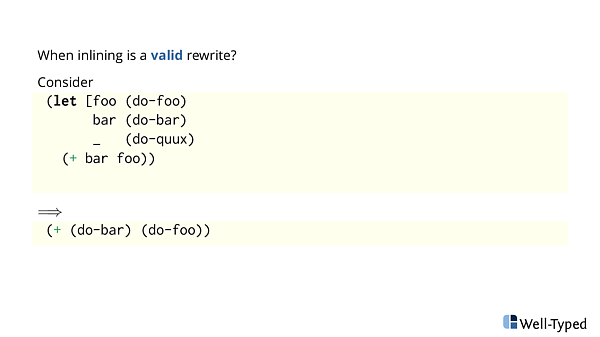 When inlining is a valid rewrite?
Consider
(let [foo (do-foo)
      bar (do-bar)
      _   (do-quux)
  (+ bar foo))
⟹
(+ (do-bar) (do-foo))
Well-Typed